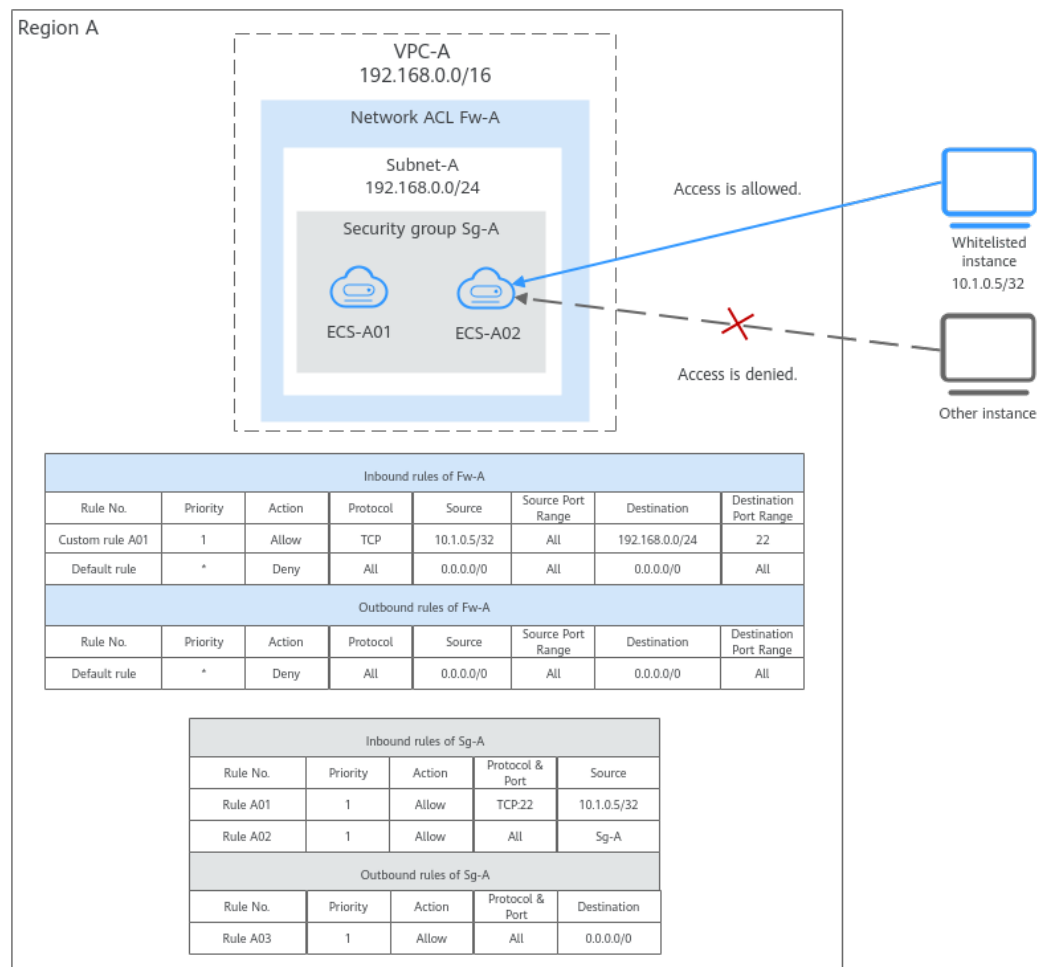 Region A
VPC-A
192.168.0.0/16
Network ACL Fw-A
Subnet-A
192.168.0.0/24
Security group Sg-A
ECS-A01
ECS-A02
Access is allowed.
Whitelisted
instance
10.1.0.5/32
Access is denied.
Other instance
Inbound rules of Fw-A
Rule No. Priority Action Protocol Source Source Port Range Destination Destination Port Range
Custom rule A01 1 Allow TCP 10.1.0.5/32 All 192.168.0.0/24 22
Default rule * Deny All 0.0.0.0/0 All 0.0.0.0/0 All
Outbound rules of Fw-A
Rule No. Priority Action Protocol Source Source Port Range Destination Destination Port Range
Default rule * Deny All 0.0.0.0/0 All 0.0.0.0/0 All
Inbound rules of Sg-A
Rule No. Priority Action Protocol & Port Source
Rule A01 1 Allow TCP:22 10.1.0.5/32
Rule A02 1 Allow All Sg-A
Outbound rules of Sg-A
Rule No. Priority Action Protocol & Port Destination
Rule A03 1 Allow All 0.0.0.0/0